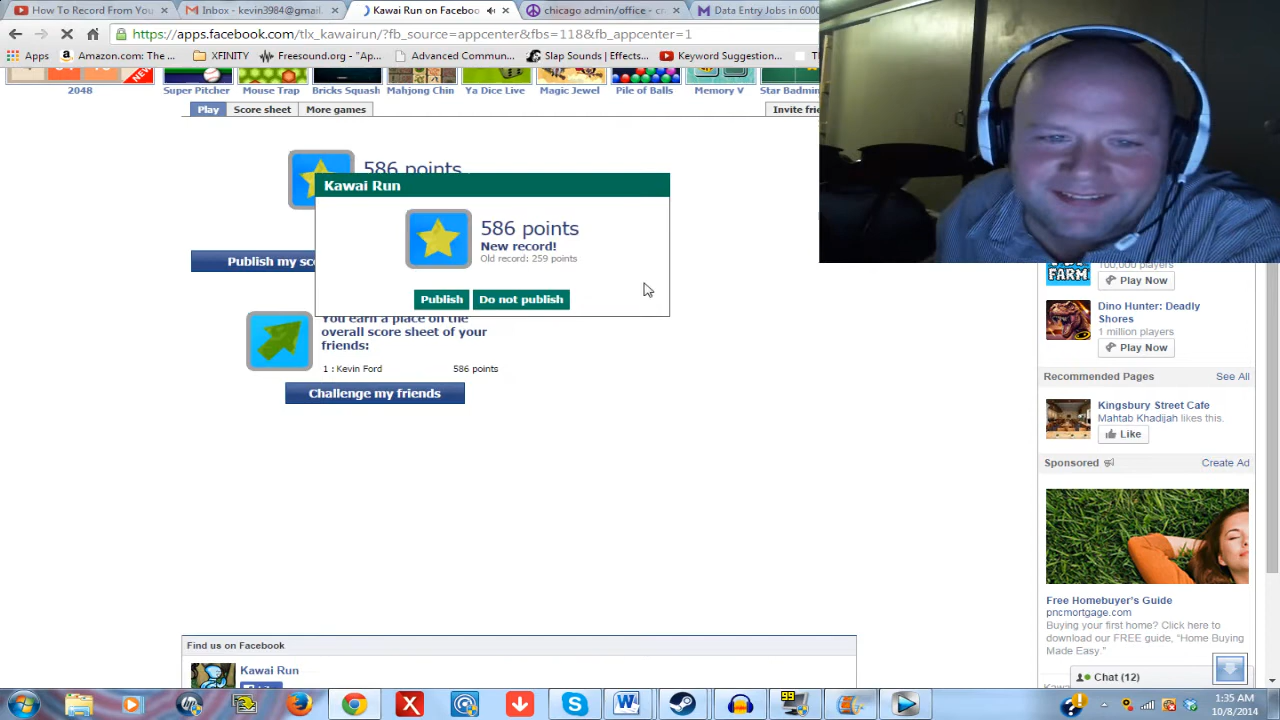 How To Record From You
Inbox - kevin3984@gmail.
Kawai Run on Facebook
chicago admin/office - cra
Data Entry Jobs in 6000
https://apps.facebook.com/tlx_kawairun/?fb_source=appcenter&fbs=118&fb_appcenter=1
Apps
Amazon.com: The ...
XFINITY
Freesound.org - "Ap...
Advanced Commun...
Slap Sounds | Effects...
Keyword Suggestion...
NEW
2048
Super Pitcher
Mouse Trap
Bricks Squash
Mahjong Chin
Ya Dice Live
Magic Jewel
Pile of Balls
Memory V
Star Badmin
Play
Score sheet
More games
Invite frie
586 points
Kawai Run
586 points
New record!
Old record: 259 points
Publish my sco
Publish
Do not publish
You earn a place on the
overall score sheet of your
friends:
1 : Kevin Ford
586 points
Challenge my friends
FARM
100,000 players
Play Now
Dino Hunter: Deadly
Shores
1 million players
Play Now
Recommended Pages
See All
Kingsbury Street Cafe
Mahtab Khadijah likes this.
Like
Sponsored
Create Ad
Free Homebuyer's Guide
pncmortgage.com
Buying your first home? Click here to
download our FREE guide, "Home Buying
Made Easy."
Chat (12)
Find us on Facebook
Kawai Run
99
1:35 AM
10/8/2014